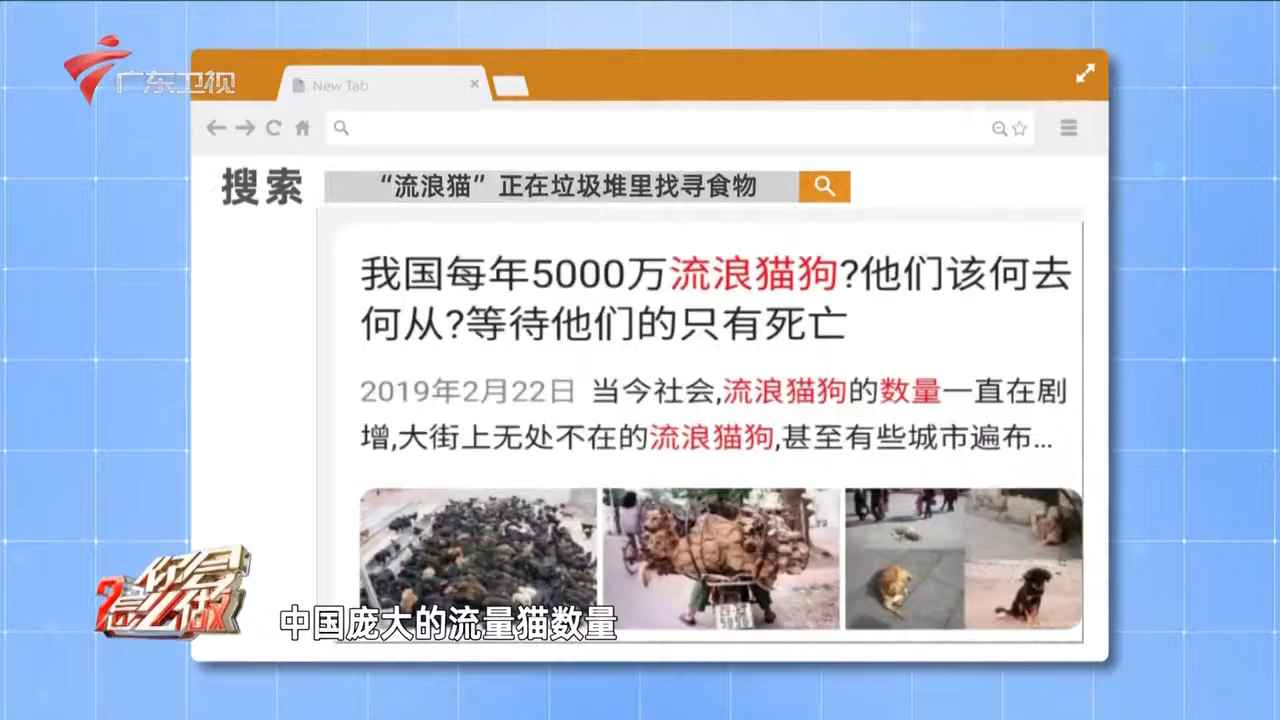 广东卫视
New Tab
搜索
“流浪猫”正在垃圾堆里找寻食物
我国每年5000万流浪猫狗?他们该何去
何从?等待他们的只有死亡
2019年2月22日 当今社会,流浪猫狗的数量一直在剧
增,大街上无处不在的流浪猫狗,甚至有些城市遍布...
你会
怎么做
?
中国庞大的流量猫数量